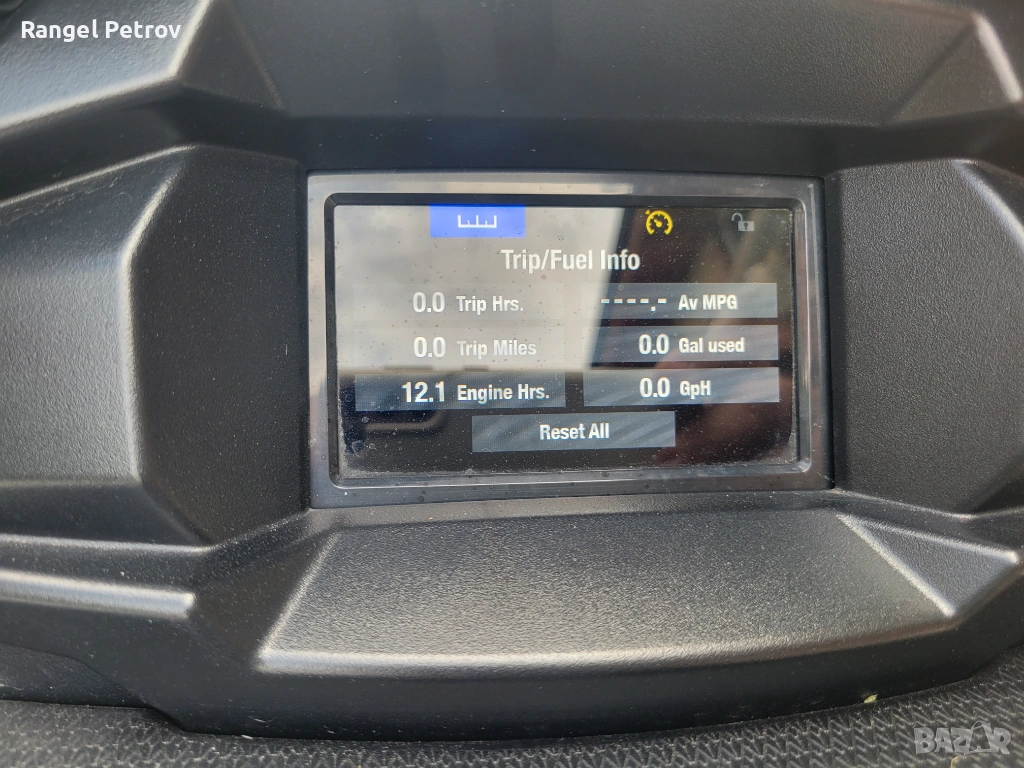 Rangel Petrov
Trip/Fuel Info
0.0 Trip Hrs.
----.- Av MPG
0.0 Trip Miles
0.0 Gal used
12.1 Engine Hrs.
0.0 GpH
Reset All
BAZAR